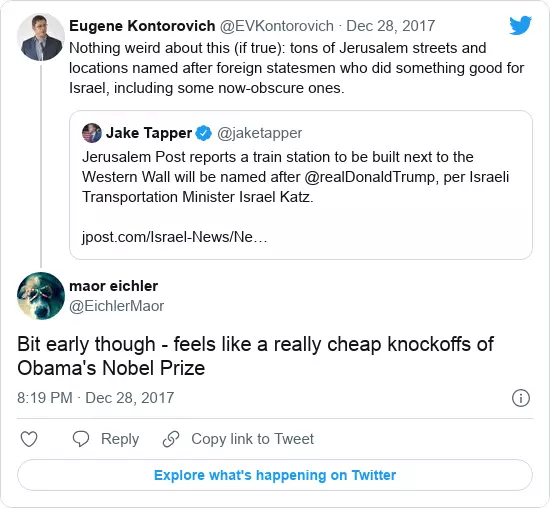 Eugene Kontorovich @EVKontorovich · Dec 28, 2017
Nothing weird about this (if true): tons of Jerusalem streets and
locations named after foreign statesmen who did something good for
Israel, including some now-obscure ones.
Jake Tapper @jaketapper
Jerusalem Post reports a train station to be built next to the
Western Wall will be named after @realDonaldTrump, per Israeli
Transportation Minister Israel Katz.
jpost.com/Israel-News/Ne…
maor eichler
@EichlerMaor
Bit early though - feels like a really cheap knockoffs of
Obama's Nobel Prize
8:19 PM · Dec 28, 2017
Reply
Copy link to Tweet
Explore what's happening on Twitter